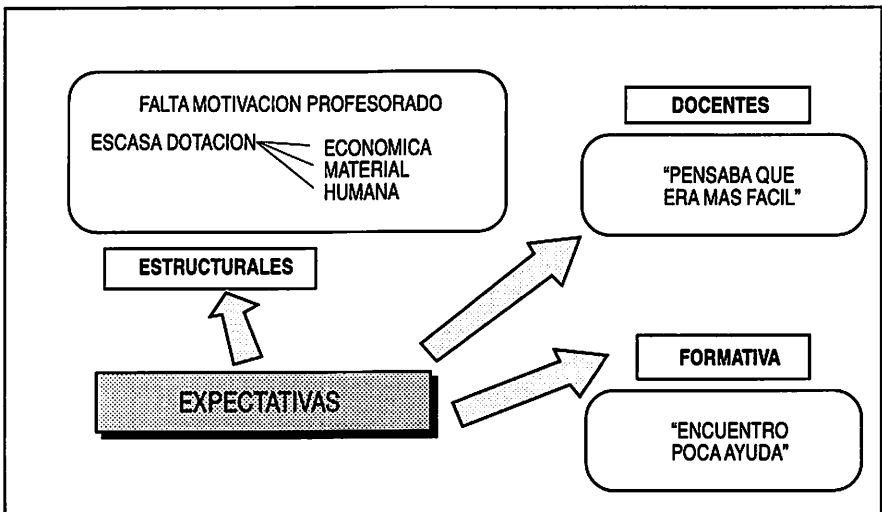 FALTA MOTIVACION PROFESORADO
ESCASA DOTACION
ECONOMICA
MATERIAL
HUMANA
ESTRUCTURALES
EXPECTATIVAS
DOCENTES
"PENSABA QUE
ERA MAS FACIL"
FORMATIVA
"ENCUENTRO
POCA AYUDA"